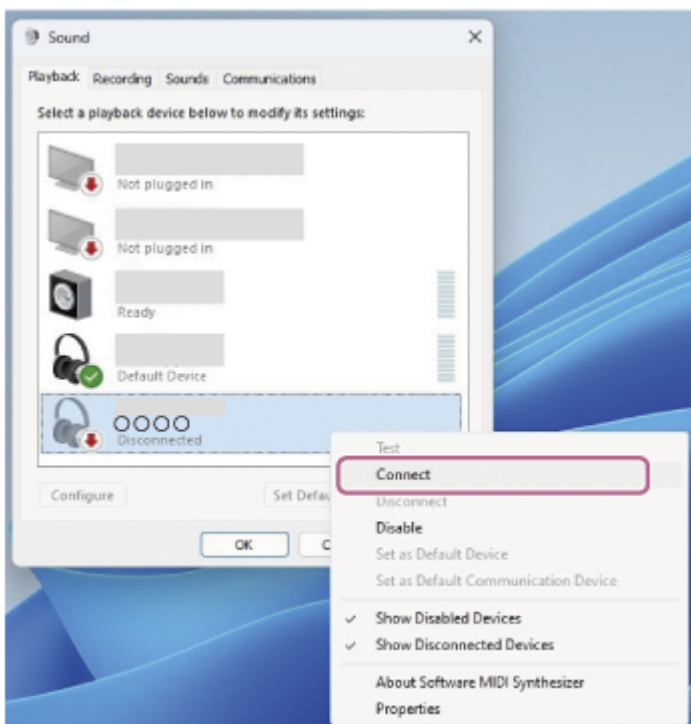 Sound
Playback Recording Sounds Communications
Select a playback device below to modify its settings:
Not plugged in
Not plugged in
Ready
Default Device
○○○○
Disconnected
Configure
Set Defau
OK
C
Test
Connect
Disconnect
Disable
Set as Default Device
Set as Default Communication Device
Show Disabled Devices
Show Disconnected Devices
About Software MIDI Synthesizer
Properties